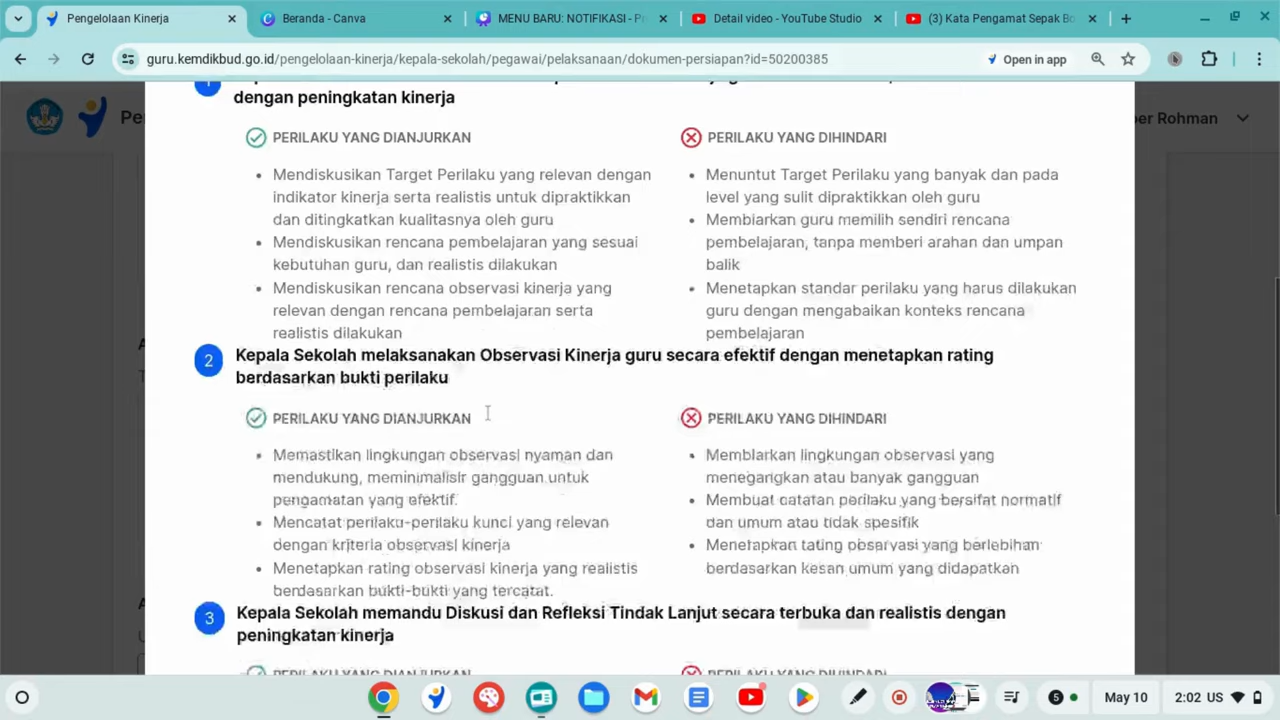 Pengelolaan Kinerja
Beranda - Canva
MENU BARU: NOTIFIKASI - P
Detail video - YouTube Studio
(3) Kata Pengamat Sepak Bo
guru.kemdikbud.go.id/pengelolaan-kinerja/kepala-sekolah/pegawai/pelaksanaan/dokumen-persiapan?id=50200385
Open in app
Pe
ber Rohman
dengan peningkatan kinerja
PERILAKU YANG DIANJURKAN
Mendiskusikan Target Perilaku yang relevan dengan
indikator kinerja serta realistis untuk dipraktikkan
dan ditingkatkan kualitasnya oleh guru
Mendiskusikan rencana pembelajaran yang sesuai
kebutuhan guru, dan realistis dilakukan
Mendiskusikan rencana observasi kinerja yang
relevan dengan rencana pembelajaran serta
realistis dilakukan
PERILAKU YANG DIHINDARI
Menuntut Target Perilaku yang banyak dan pada
level yang sulit dipraktikkan oleh guru
Membiarkan guru memilih sendiri rencana
pembelajaran, tanpa memberi arahan dan umpan
balik
Menetapkan standar perilaku yang harus dilakukan
guru dengan mengabaikan konteks rencana
pembelajaran
2
Kepala Sekolah melaksanakan Observasi Kinerja guru secara efektif dengan menetapkan rating
berdasarkan bukti perilaku
PERILAKU YANG DIANJURKAN
Memastikan lingkungan observasi nyaman dan
mendukung, meminimalisir gangguan untuk
pengamatan yang efektif.
Mencatat perilaku-perilaku kunci yang relevan
dengan kriteria observasi kinerja
Menetapkan rating observasi kinerja yang realistis
berdasarkan bukti-bukti yang tercatat.
PERILAKU YANG DIHINDARI
Membiarkan lingkungan observasi yang
menegangkan atau banyak gangguan
Membuat catatan perilaku yang bersifat normatif
dan umum atau tidak spesifik
Menetapkan rating observasi yang berlebihan
berdasarkan kesan umum yang didapatkan
3
Kepala Sekolah memandu Diskusi dan Refleksi Tindak Lanjut secara terbuka dan realistis dengan
peningkatan kinerja
PERILAKU YANG DIANJURKAN
PERILAKU YANG DIHINDARI
5
May 10
2:02 US